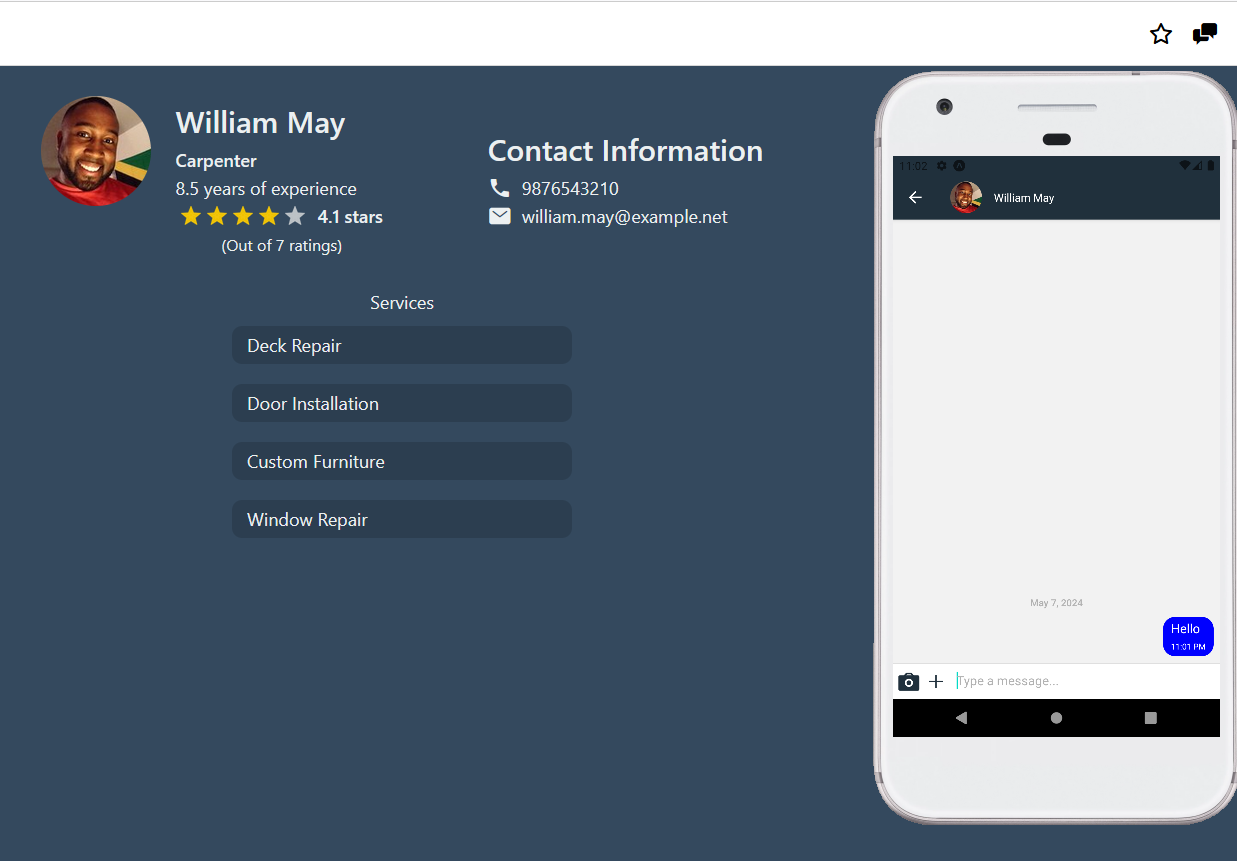 William May
Carpenter
8.5 years of experience
4.1 stars
(Out of 7 ratings)
Contact Information
9876543210
william.may@example.net
Services
Deck Repair
Door Installation
Custom Furniture
Window Repair
11:02
William May
May 7, 2024
Hello
11:01 PM
Type a message...